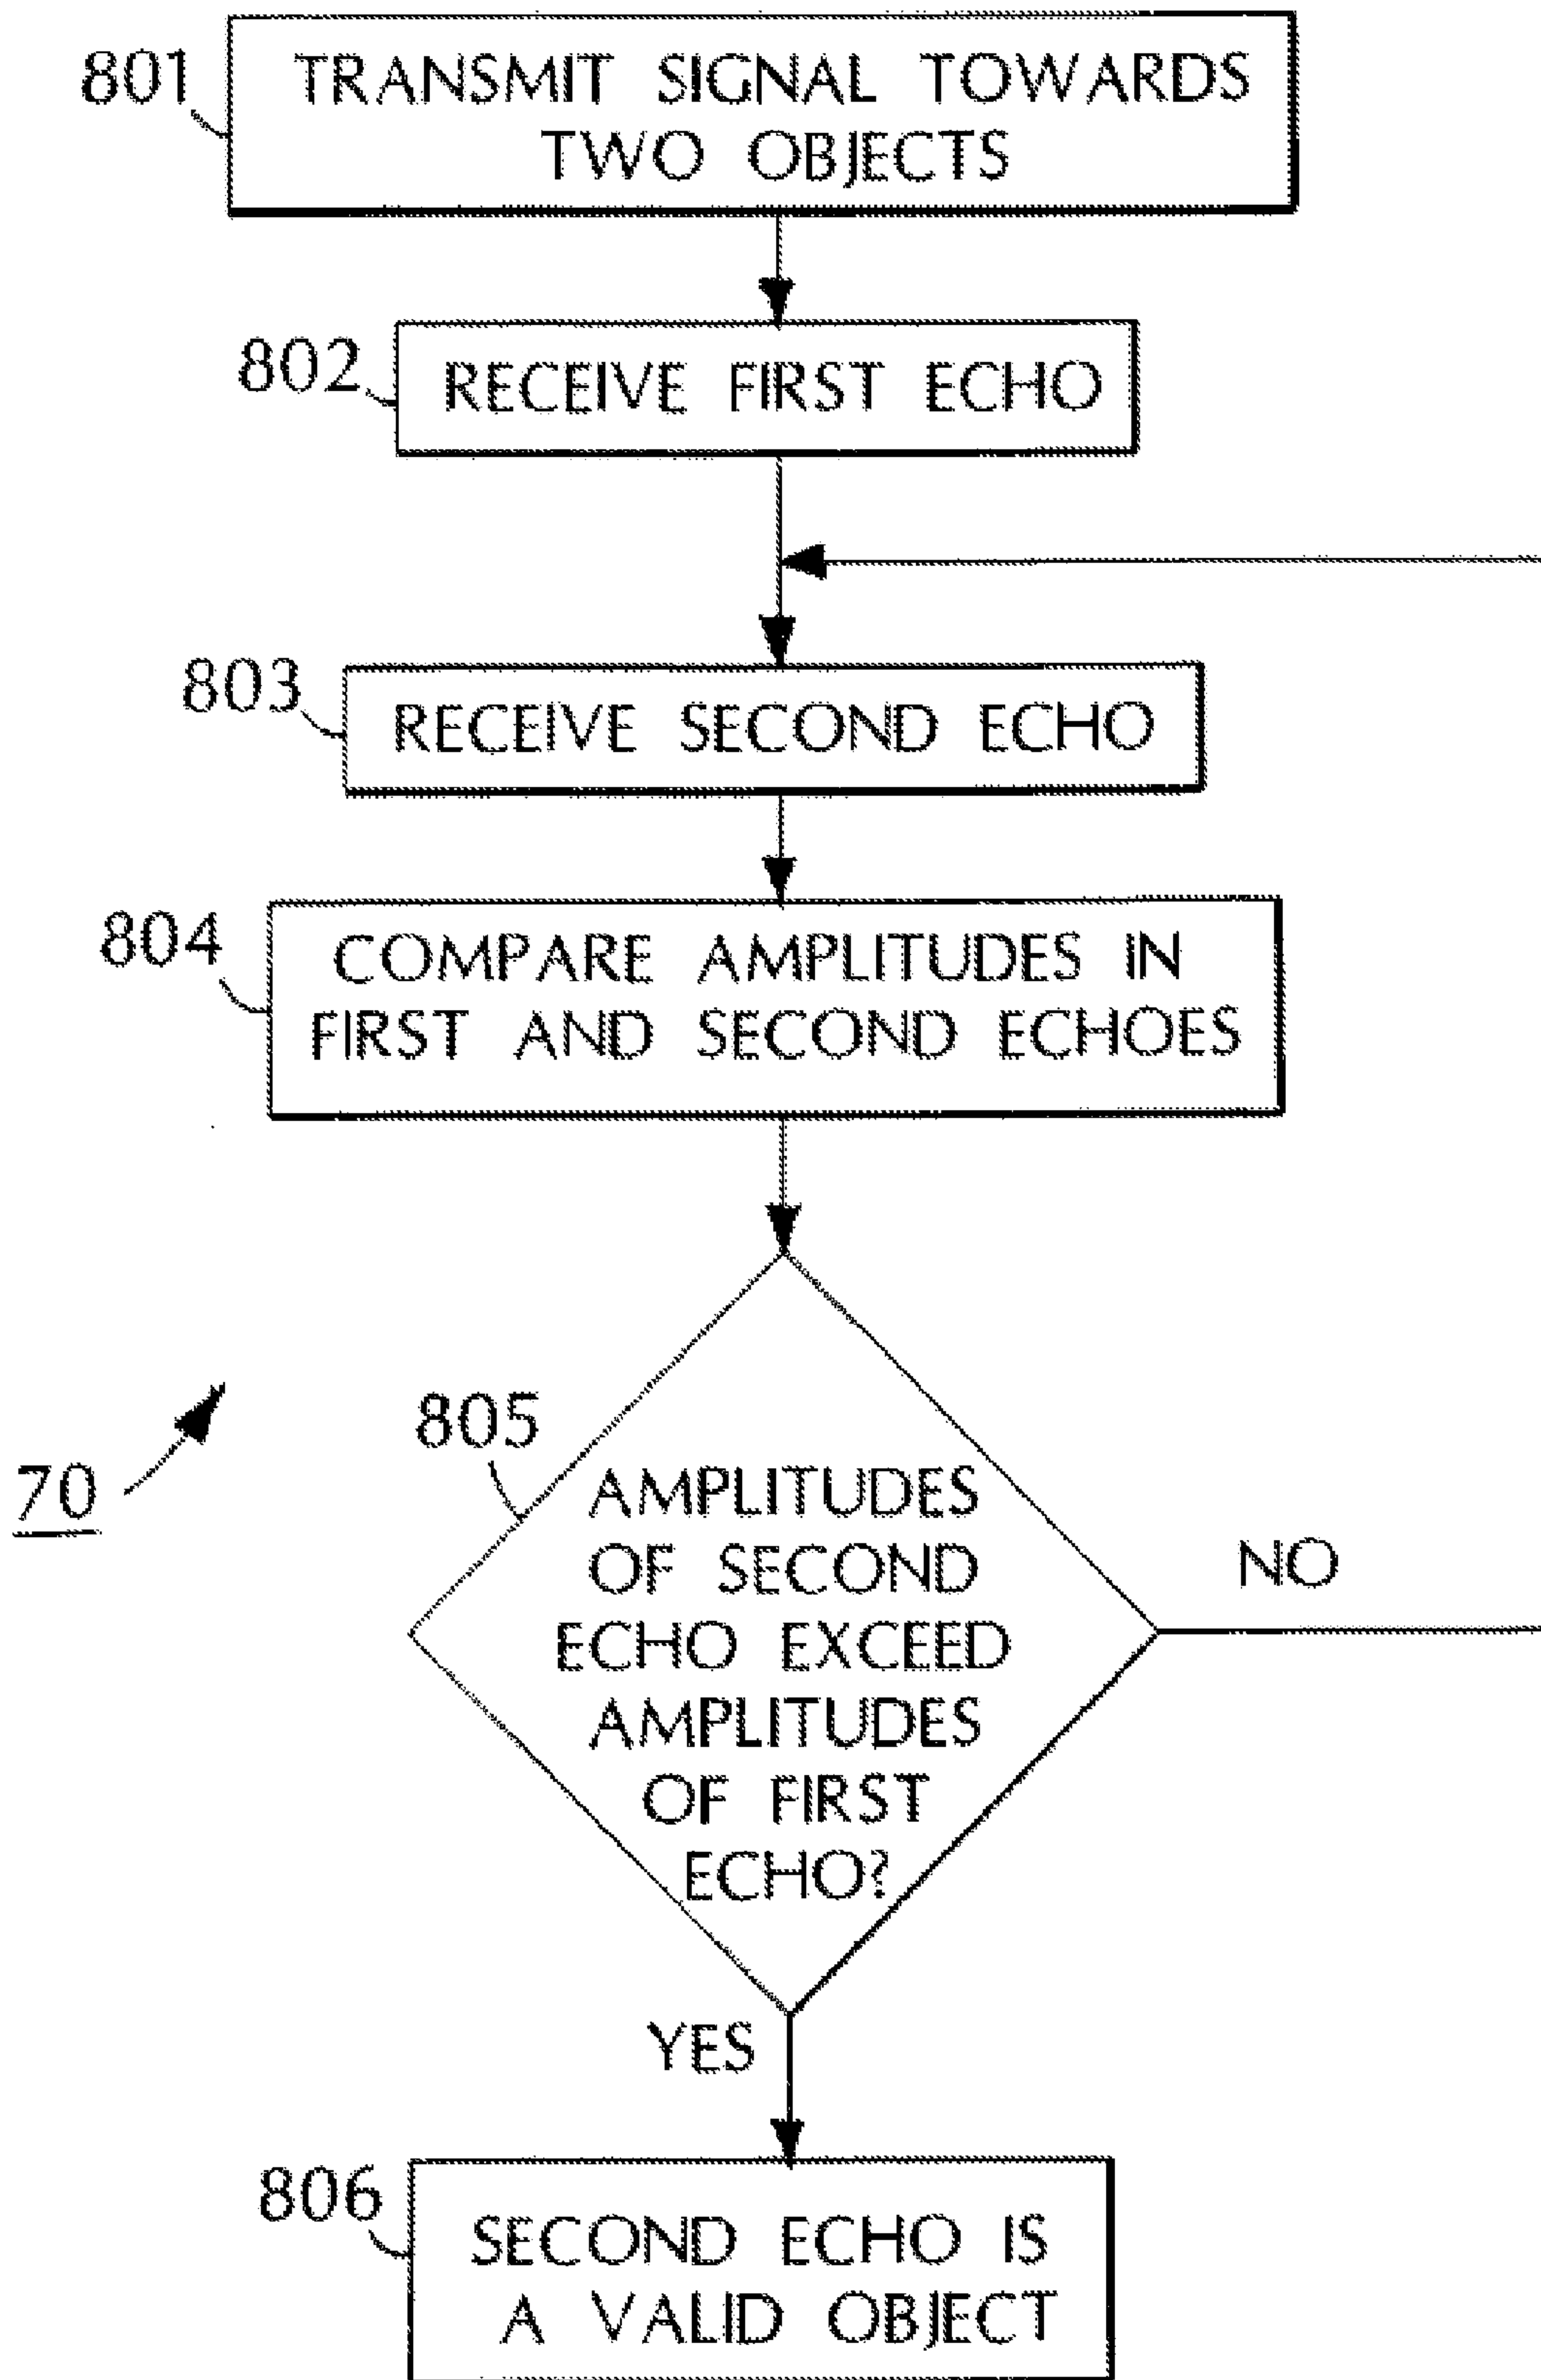 801
TRANSMIT SIGNAL TOWARDS
TWO OBJECTS
802
RECEIVE FIRST ECHO
803
RECEIVE SECOND ECHO
804
COMPARE AMPLITUDES IN
FIRST AND SECOND ECHOES
805
AMPLITUDES
OF SECOND
ECHO EXCEED
AMPLITUDES
OF FIRST
ECHO?
NO
70
YES
806
SECOND ECHO IS
A VALID OBJECT